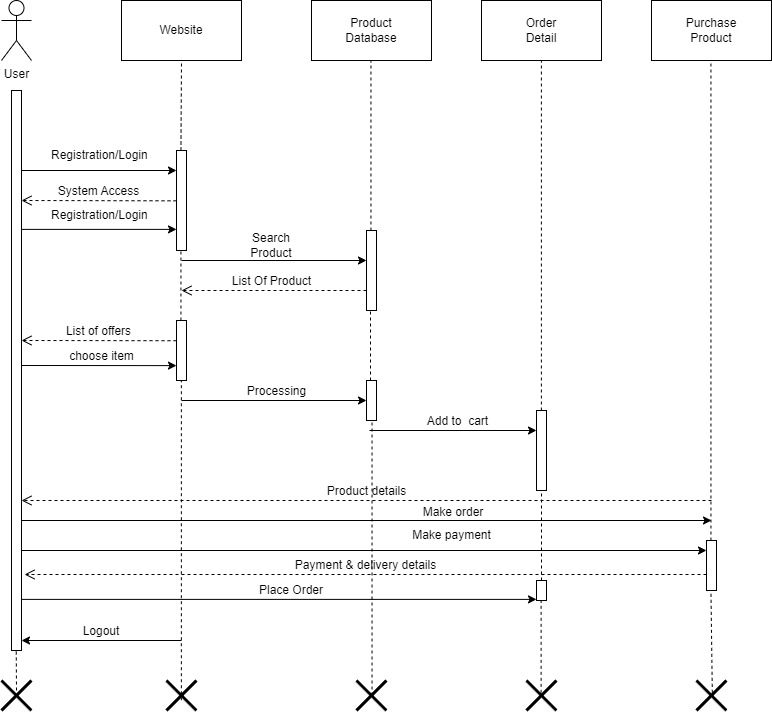 Website
Product
Database
Order
Detail
Purchase
Product
User
Registration/Login
System Access
Registration/Login
Search
Product
List Of Product
List of offers
choose item
Processing
Add to  cart
Product details
Make order
Make payment
Payment & delivery details
Place Order
Logout